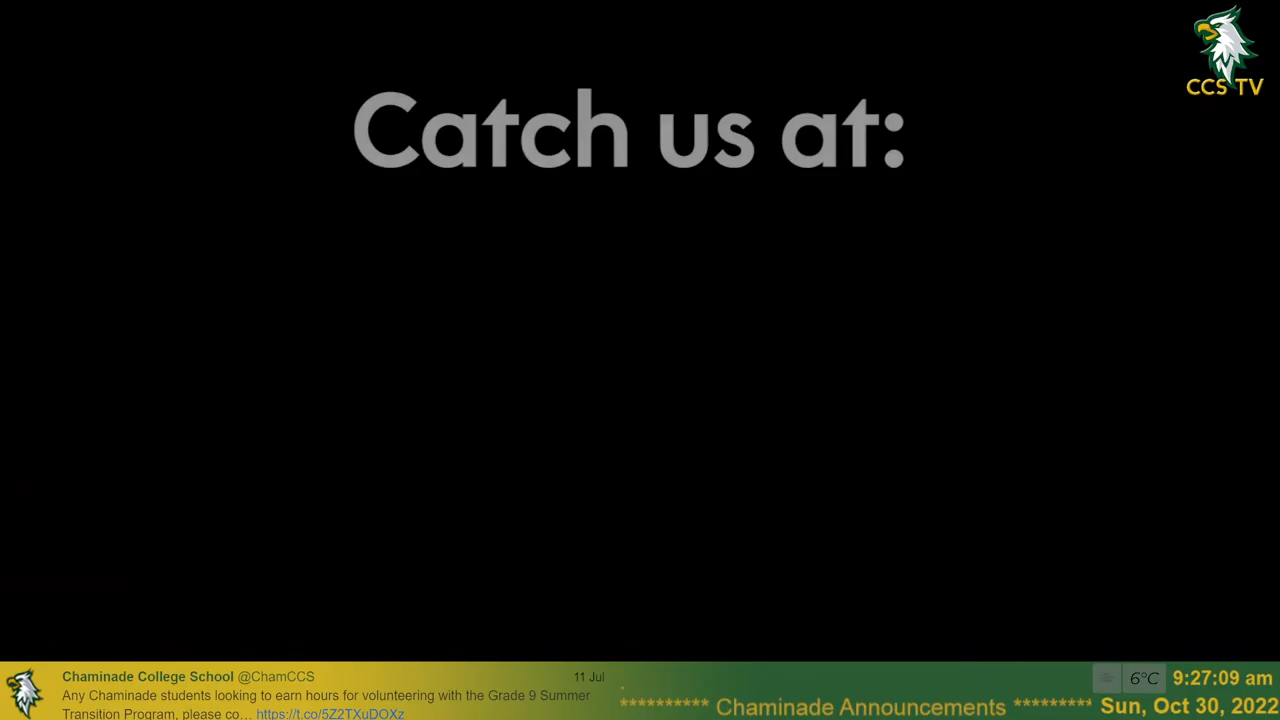 CCS TV
Catch us at:
Chaminade College School @ChamCCS
11 Jul
Any Chaminade students looking to earn hours for volunteering with the Grade 9 Summer
Transition Program, please co… https://t.co/5Z2TXuDOXz
********** Chaminade Announcements *********
6°C
9:27:09 am
Sun, Oct 30, 2022